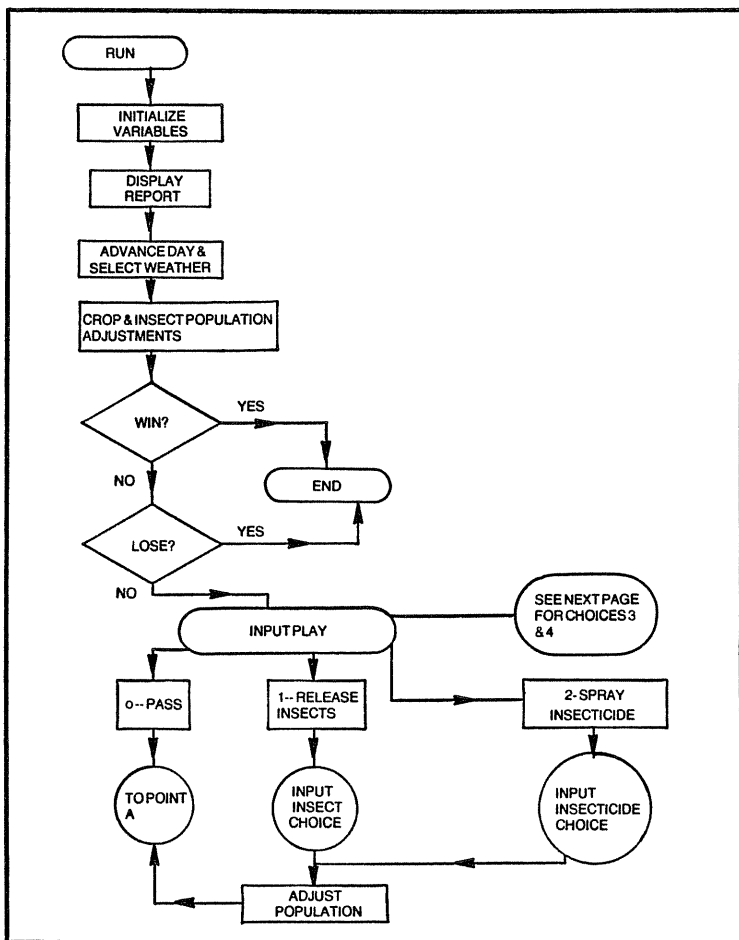 RUN
INITIALIZE
VARIABLES
DISPLAY
REPORT
ADVANCE DAY &
SELECT WEATHER
CROP & INSECT POPULATION
ADJUSTMENTS
WIN?
YES
NO
END
LOSE?
YES
NO
INPUT PLAY
SEE NEXT PAGE
FOR CHOICES 3
& 4
o -- PASS
1 -- RELEASE
INSECTS
2- SPRAY
INSECTICIDE
TO POINT
A
INPUT
INSECT
CHOICE
INPUT
INSECTICIDE
CHOICE
ADJUST
POPULATION